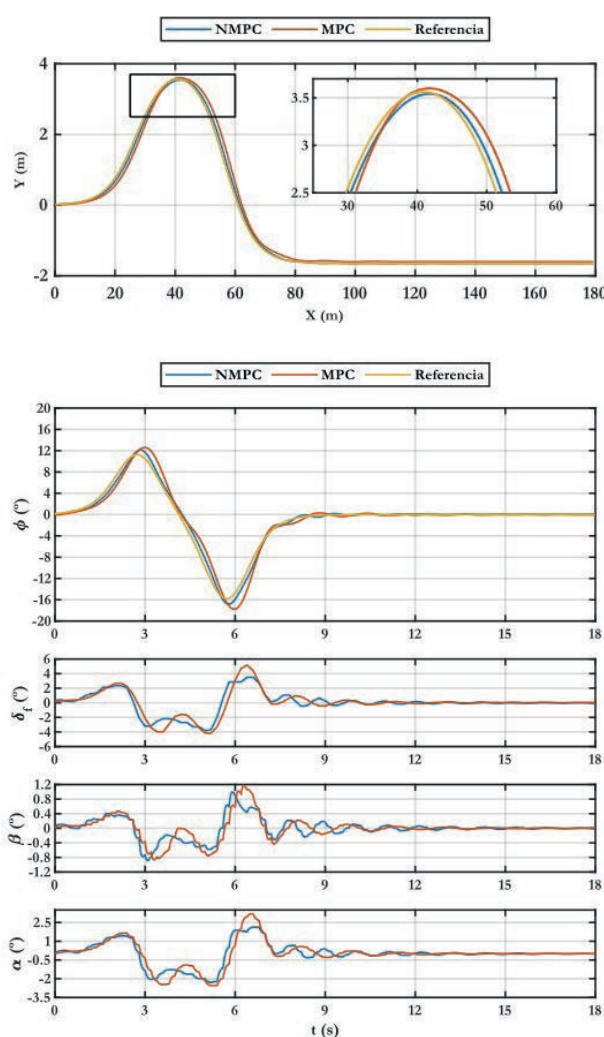 NMPC MPC Referencia
4
2
0
-2
Y (m)
3.5
3
2.5
30 40 50 60
0 20 40 60 80 100 120 140 160 180
X (m)
NMPC MPC Referencia
20
16
12
8
4
0
-4
-8
-12
-16
-20
ϕ (º)
0 3 6 9 12 15 18
6
4
2
0
-2
-4
-6
δf (º)
0 3 6 9 12 15 18
1.2
0.8
0.4
0
-0.4
-0.8
-1.2
β (º)
0 3 6 9 12 15 18
2.5
1
-0.5
-2
-3.5
α (º)
0 3 6 9 12 15 18
t (s)